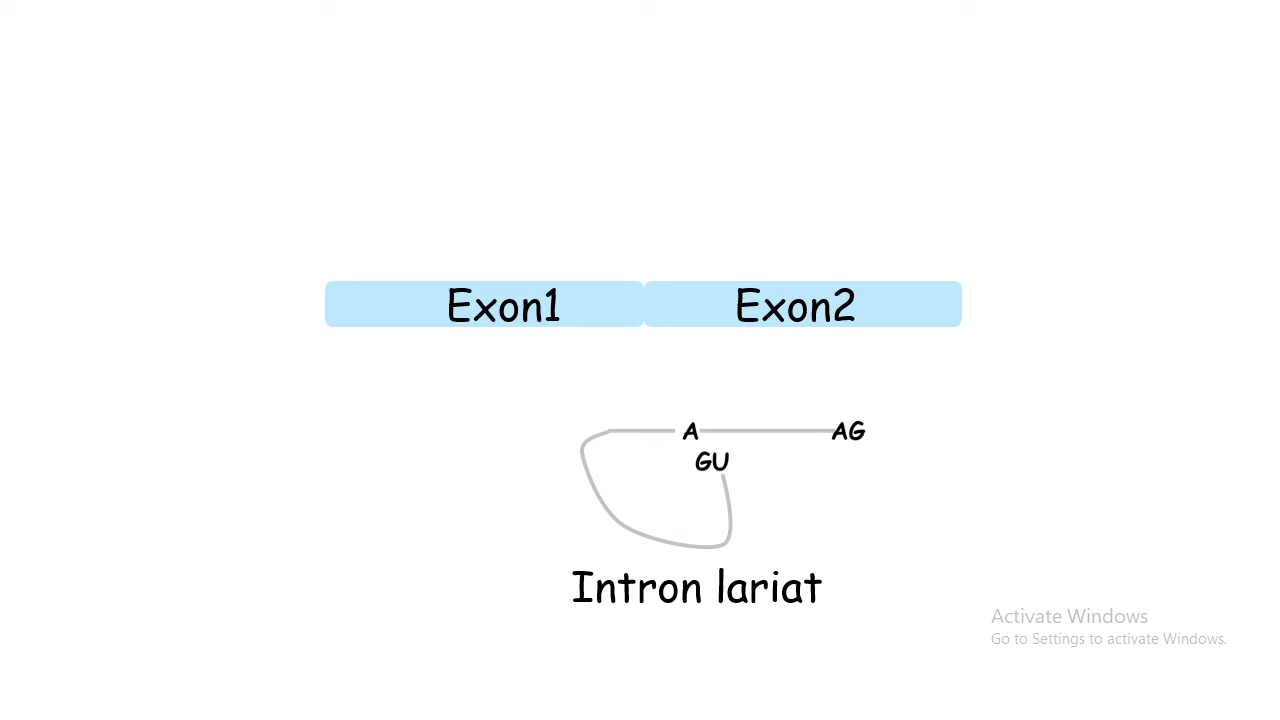 Exon1 Exon2
A AG
GU
Intron lariat
Activate Windows
Go to Settings to activate Windows.